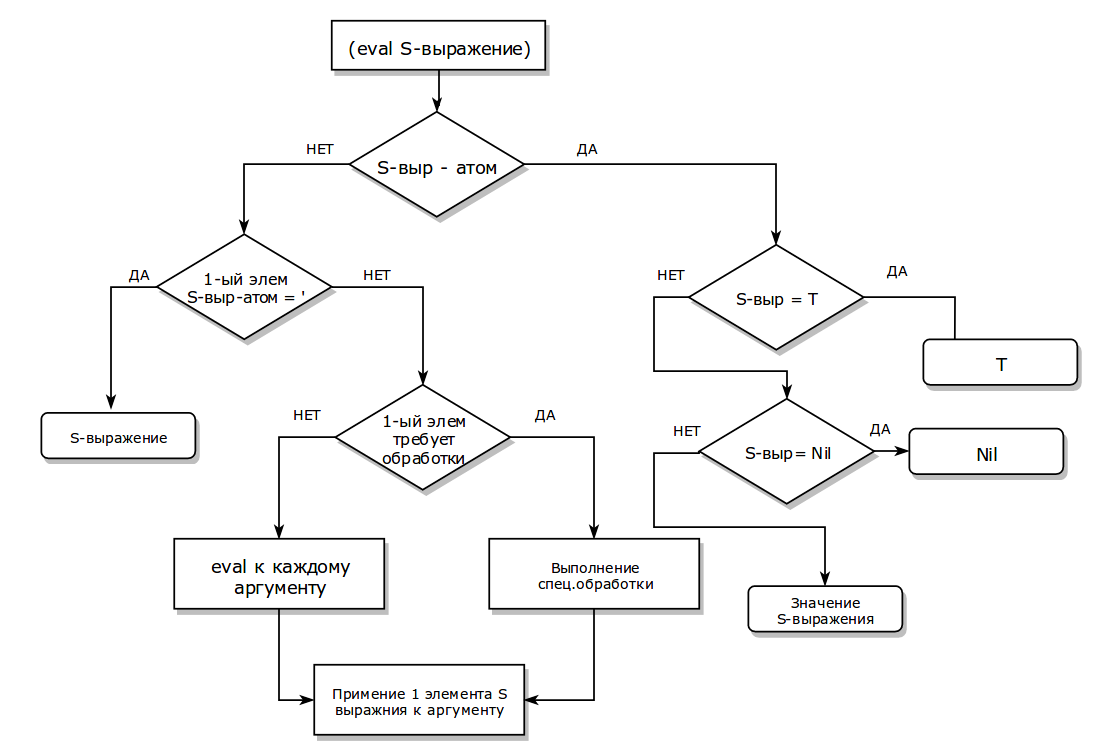 (eval S-выражение)
НЕТ
ДА
S-выр - атом
ДА
1-ый элем
S-выр-атом = '
НЕТ
НЕТ
S-выр = T
ДА
T
S-выражение
НЕТ
1-ый элем
требует
обработки
ДА
НЕТ
S-выр= Nil
ДА
Nil
eval к каждому
аргументу
Выполнение
спец.обработки
Значение
S-выражения
Примение 1 элемента S
выражния к аргументу